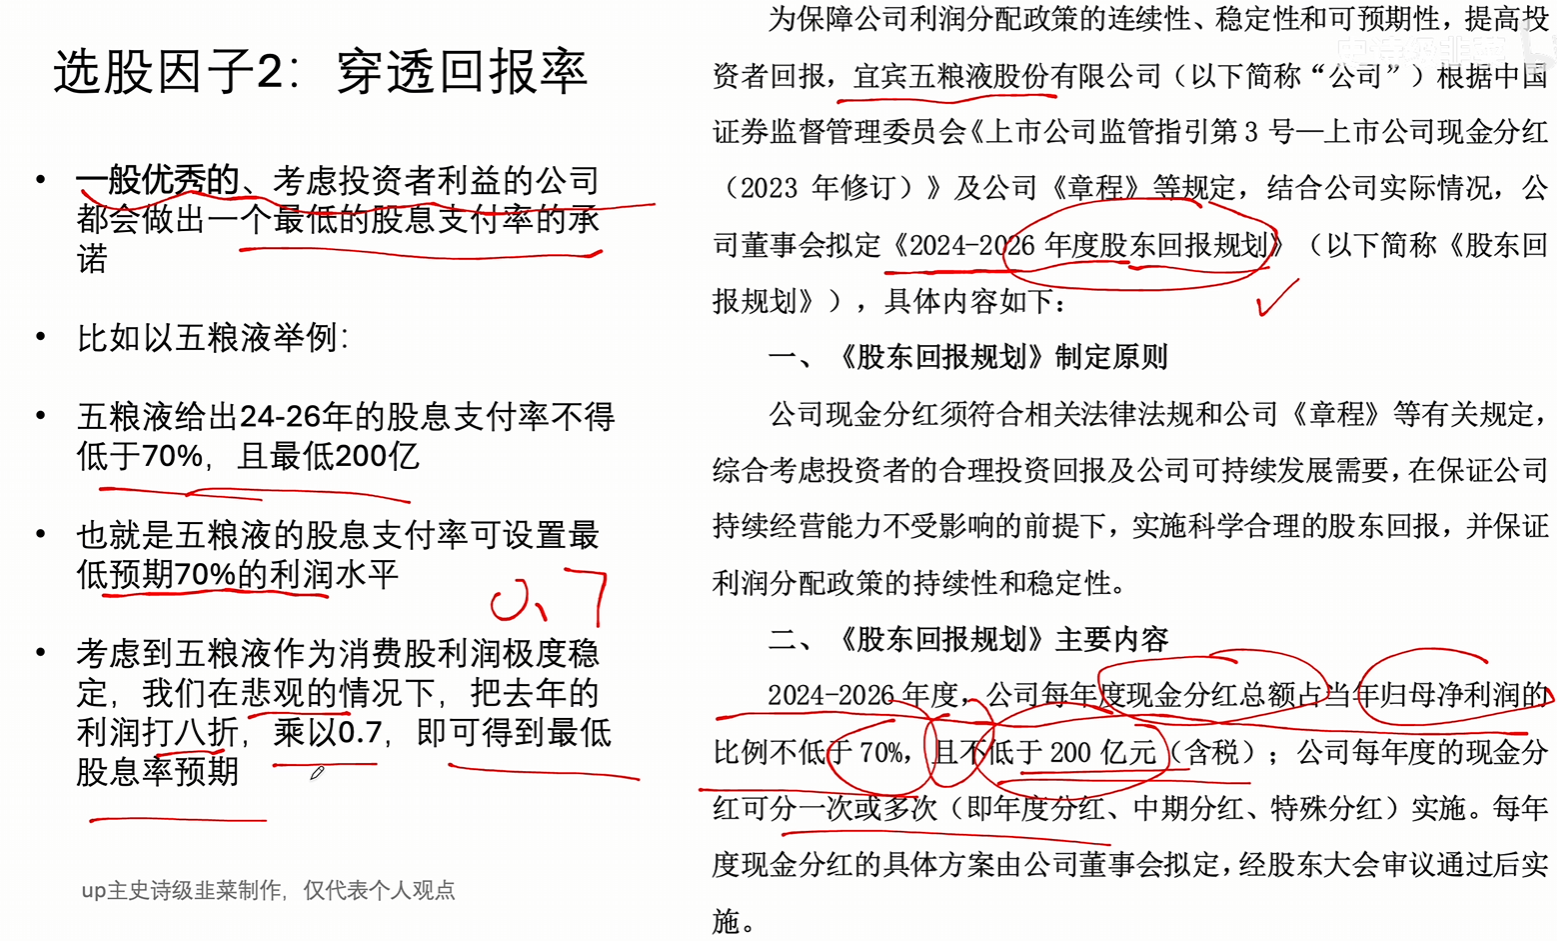 选股因子2：穿透回报率
• 一般优秀的、考虑投资者利益的公司
都会做出一个最低的股息支付率的承
诺
• 比如以五粮液举例：
• 五粮液给出24-26年的股息支付率不得
低于70%，且最低200亿
• 也就是五粮液的股息支付率可设置最
低预期70%的利润水平
0.7
• 考虑到五粮液作为消费股利润极度稳
定，我们在悲观的情况下，把去年的
利润打八折，乘以0.7，即可得到最低
股息率预期
up主史诗级韭菜制作，仅代表个人观点
为保障公司利润分配政策的连续性、稳定性和可预期性，提高投
资者回报，宜宾五粮液股份有限公司（以下简称“公司”）根据中国
证券监督管理委员会《上市公司监管指引第 3 号—上市公司现金分红
（2023 年修订）》及公司《章程》等规定，结合公司实际情况，公
司董事会拟定《2024-2026 年度股东回报规划》（以下简称《股东回
报规划》），具体内容如下：
一、《股东回报规划》制定原则
公司现金分红须符合相关法律法规和公司《章程》等有关规定，
综合考虑投资者的合理投资回报及公司可持续发展需要，在保证公司
持续经营能力不受影响的前提下，实施科学合理的股东回报，并保证
利润分配政策的持续性和稳定性。
二、《股东回报规划》主要内容
2024-2026 年度，公司每年度现金分红总额占当年归母净利润的
比例不低于 70%，且不低于 200 亿元（含税）；公司每年度的现金分
红可分一次或多次（即年度分红、中期分红、特殊分红）实施。每年
度现金分红的具体方案由公司董事会拟定，经股东大会审议通过后实
施。